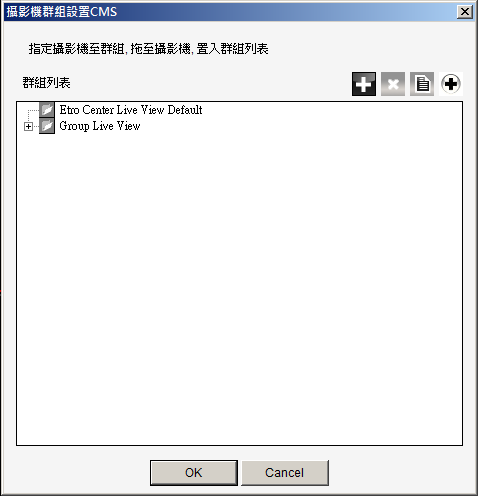 攝影機群組設置CMS
指定攝影機至群組, 拖至攝影機, 置入群組列表
群組列表
Etro Center Live View Default
Group Live View
OK
Cancel